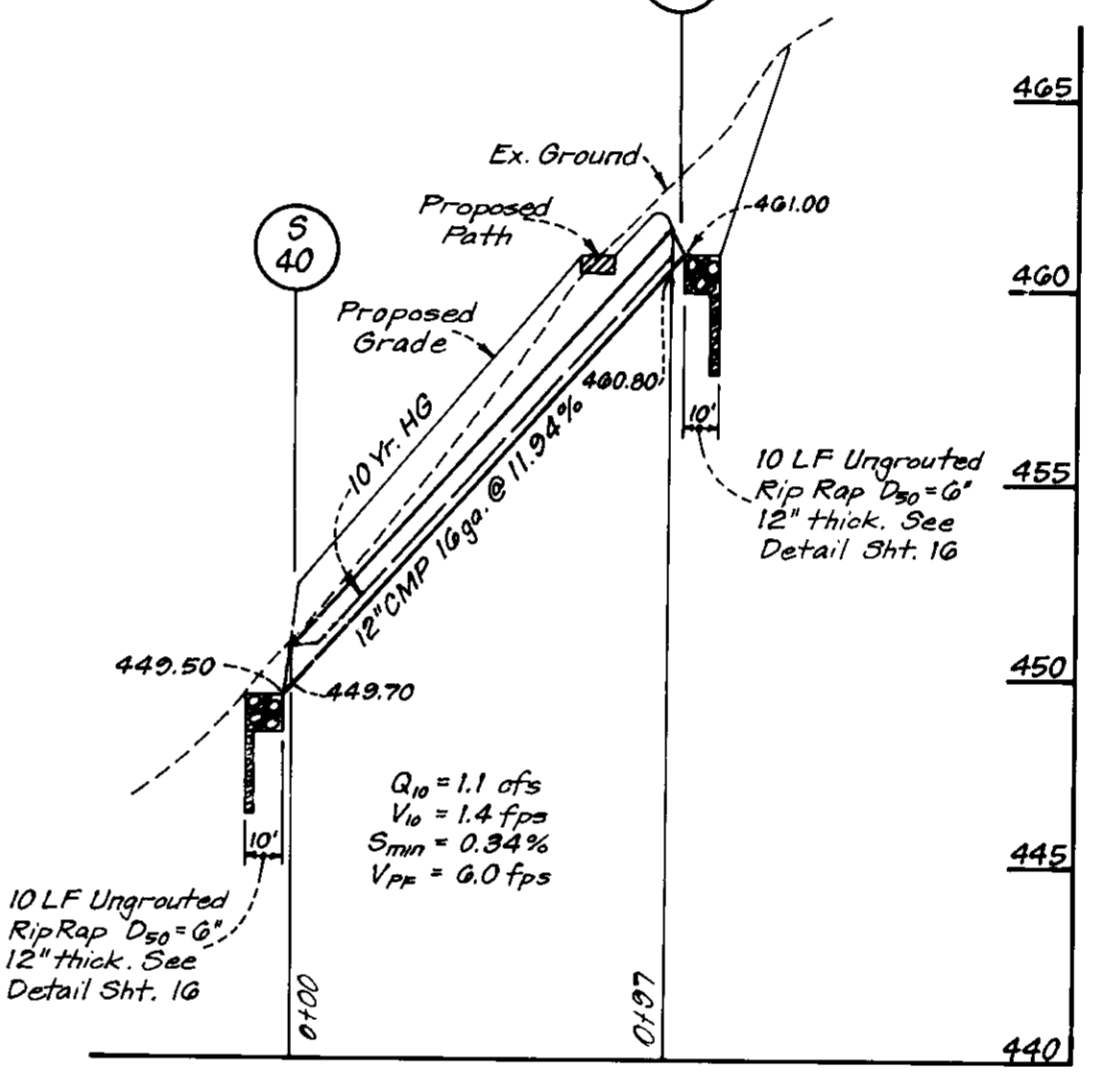 465
Ex. Ground
Proposed
Path
461.00
S
40
460
Proposed
Grade
460.80
10 Yr. HG
12" CMP 16ga. @ 11.94%
10'
10 LF Ungrouted
Rip Rap D50 = 6"
12" thick. See
Detail Sht. 16
455
449.50
449.70
450
Q10 = 1.1 cfs
V10 = 1.4 fps
Smin = 0.34%
VPF = 6.0 fps
10'
445
10 LF Ungrouted
Rip Rap D50 = 6"
12" thick. See
Detail Sht. 16
0+00
0+97
440